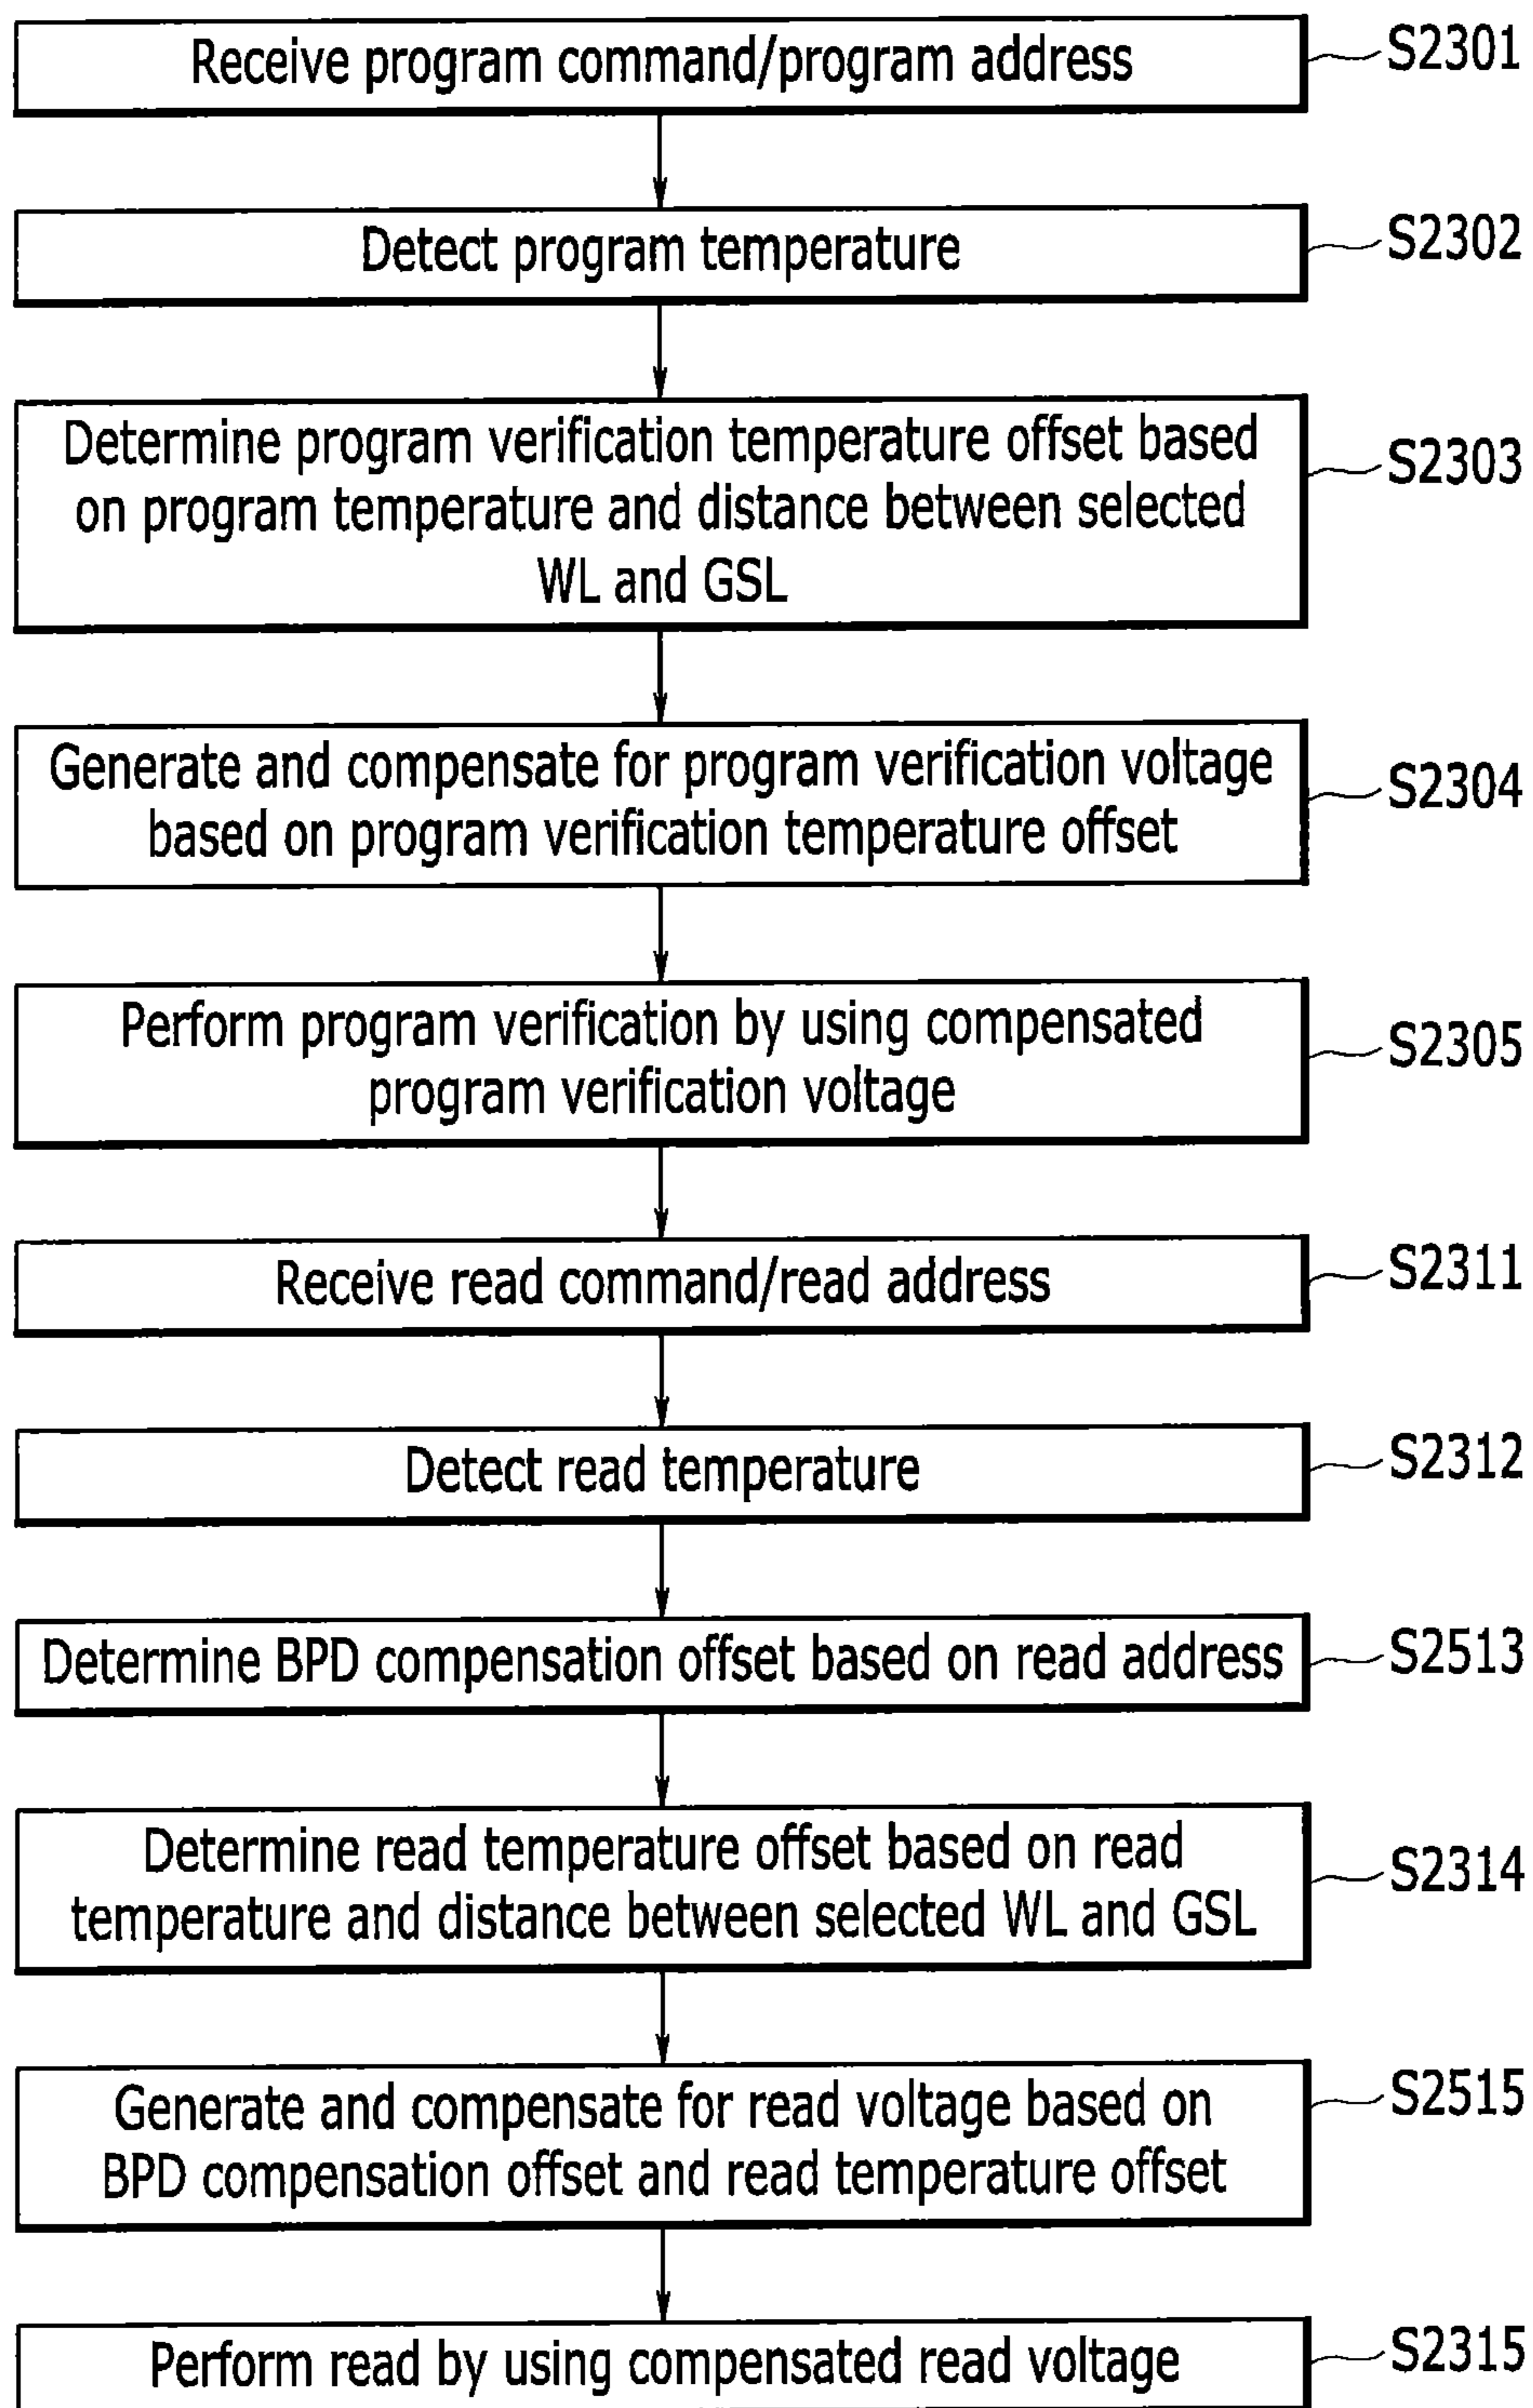 Receive program command/program address
S2301
Detect program temperature
S2302
Determine program verification temperature offset based
on program temperature and distance between selected
WL and GSL
S2303
Generate and compensate for program verification voltage
based on program verification temperature offset
S2304
Perform program verification by using compensated
program verification voltage
S2305
Receive read command/read address
S2311
Detect read temperature
S2312
Determine BPD compensation offset based on read address
S2513
Determine read temperature offset based on read
temperature and distance between selected WL and GSL
S2314
Generate and compensate for read voltage based on
BPD compensation offset and read temperature offset
S2515
Perform read by using compensated read voltage
S2315